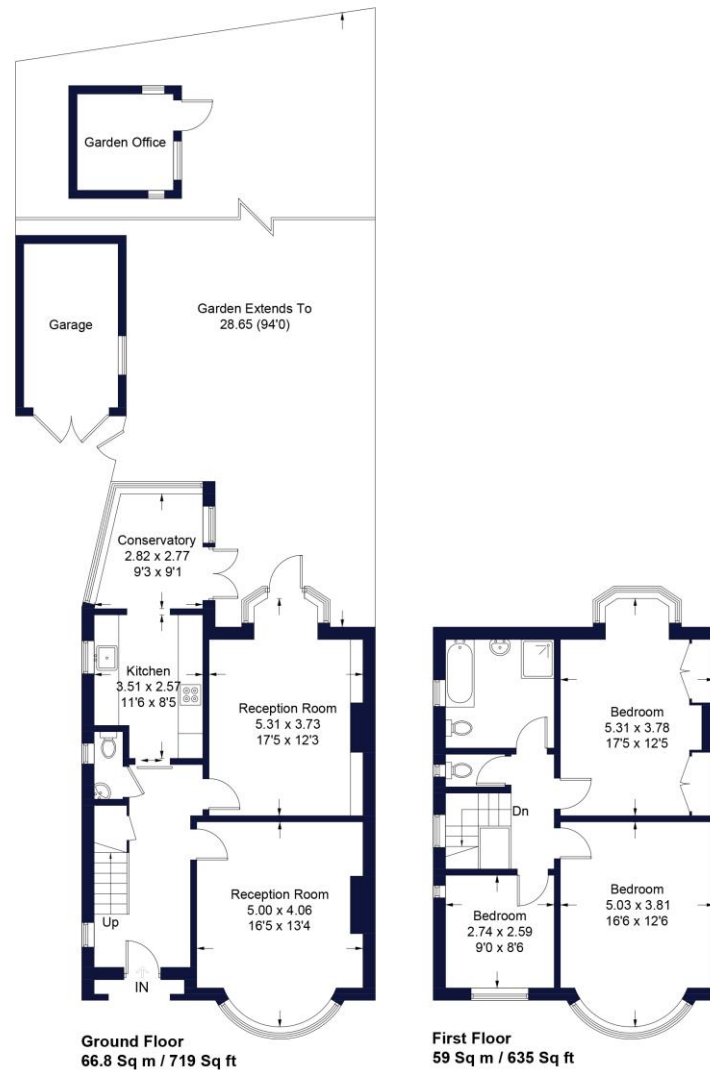 Garden Office
Garage
Garden Extends To
28.65 (94'0)
Conservatory
2.82 x 2.77
9'3 x 9'1
Kitchen
3.51 x 2.57
11'6 x 8'5
Reception Room
5.31 x 3.73
17'5 x 12'3
Reception Room
5.00 x 4.06
16'5 x 13'4
Up
IN
Ground Floor
66.8 Sq m / 719 Sq ft
Bedroom
5.31 x 3.78
17'5 x 12'5
Dn
Bedroom
5.03 x 3.81
16'6 x 12'6
Bedroom
2.74 x 2.59
9'0 x 8'6
First Floor
59 Sq m / 635 Sq ft